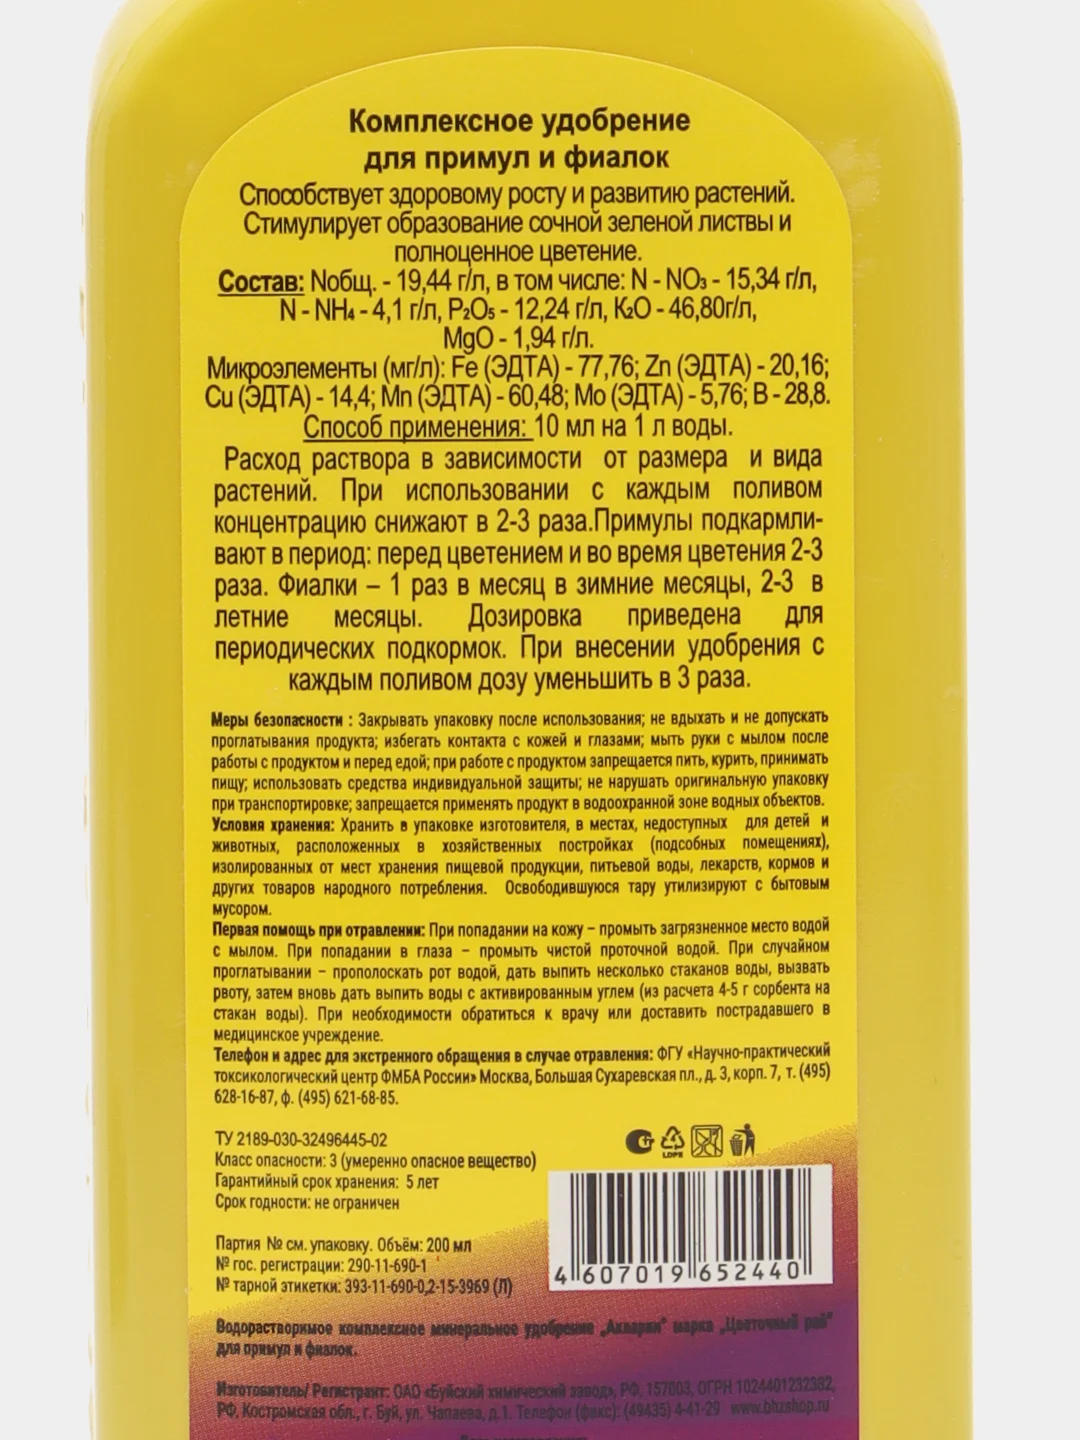 Комплексное удобрение
для примул и фиалок
Способствует здоровому росту и развитию растений.
Стимулирует образование сочной зеленой листвы и
полноценное цветение.
Состав: Nобщ. - 19,44 г/л, в том числе: N - NO₃ - 15,34 г/л,
N - NH₄ - 4,1 г/л, P₂O₅ - 12,24 г/л, K₂O - 46,80г/л,
MgO - 1,94 г/л.
Микроэлементы (мг/л): Fe (ЭДТА) - 77,76; Zn (ЭДТА) - 20,16;
Cu (ЭДТА) - 14,4; Mn (ЭДТА) - 60,48; Mo (ЭДТА) - 5,76; B - 28,8.
Способ применения: 10 мл на 1 л воды.
Расход раствора в зависимости от размера и вида
растений. При использовании с каждым поливом
концентрацию снижают в 2-3 раза.Примулы подкармли-
вают в период: перед цветением и во время цветения 2-3
раза. Фиалки – 1 раз в месяц в зимние месяцы, 2-3 в
летние месяцы. Дозировка приведена для
периодических подкормок. При внесении удобрения с
каждым поливом дозу уменьшить в 3 раза.
Меры безопасности : Закрывать упаковку после использования; не вдыхать и не допускать
проглатывания продукта; избегать контакта с кожей и глазами; мыть руки с мылом после
работы с продуктом и перед едой; при работе с продуктом запрещается пить, курить, принимать
пищу; использовать средства индивидуальной защиты; не нарушать оригинальную упаковку
при транспортировке; запрещается применять продукт в водоохранной зоне водных объектов.
Условия хранения: Хранить в упаковке изготовителя, в местах, недоступных для детей и
животных, расположенных в хозяйственных постройках (подсобных помещениях),
изолированных от мест хранения пищевой продукции, питьевой воды, лекарств, кормов и
других товаров народного потребления. Освободившуюся тару утилизируют с бытовым
мусором.
Первая помощь при отравлении: При попадании на кожу – промыть загрязненное место водой
с мылом. При попадании в глаза – промыть чистой проточной водой. При случайном
проглатывании – прополоскать рот водой, дать выпить несколько стаканов воды, вызвать
рвоту, затем вновь дать выпить воды с активированным углем (из расчета 4-5 г сорбента на
стакан воды). При необходимости обратиться к врачу или доставить пострадавшего в
медицинское учреждение.
Телефон и адрес для экстренного обращения в случае отравления: ФГУ «Научно-практический
токсикологический центр ФМБА России» Москва, Большая Сухаревская пл., д. 3, корп. 7, т. (495)
628-16-87, ф. (495) 621-68-85.
ТУ 2189-030-32496445-02
LDPE
Класс опасности: 3 (умеренно опасное вещество)
Гарантийный срок хранения: 5 лет
Срок годности: не ограничен
Партия № см. упаковку. Объём: 200 мл
№ гос. регистрации: 290-11-690-1
№ тарной этикетки: 393-11-690-0,2-15-3969 (Л)
4 607019 652440
Водорастворимое комплексное минеральное удобрение „Акварин" марка „Цветочный рай"
для примул и фиалок.
Изготовитель/ Регистрант: ОАО «Буйский химический завод», РФ, 157003, ОГРН 1024401232382,
РФ, Костромская обл., г. Буй, ул. Чапаева, д.1. Телефон (факс): (49435) 4-41-29 www.bhzshop.ru